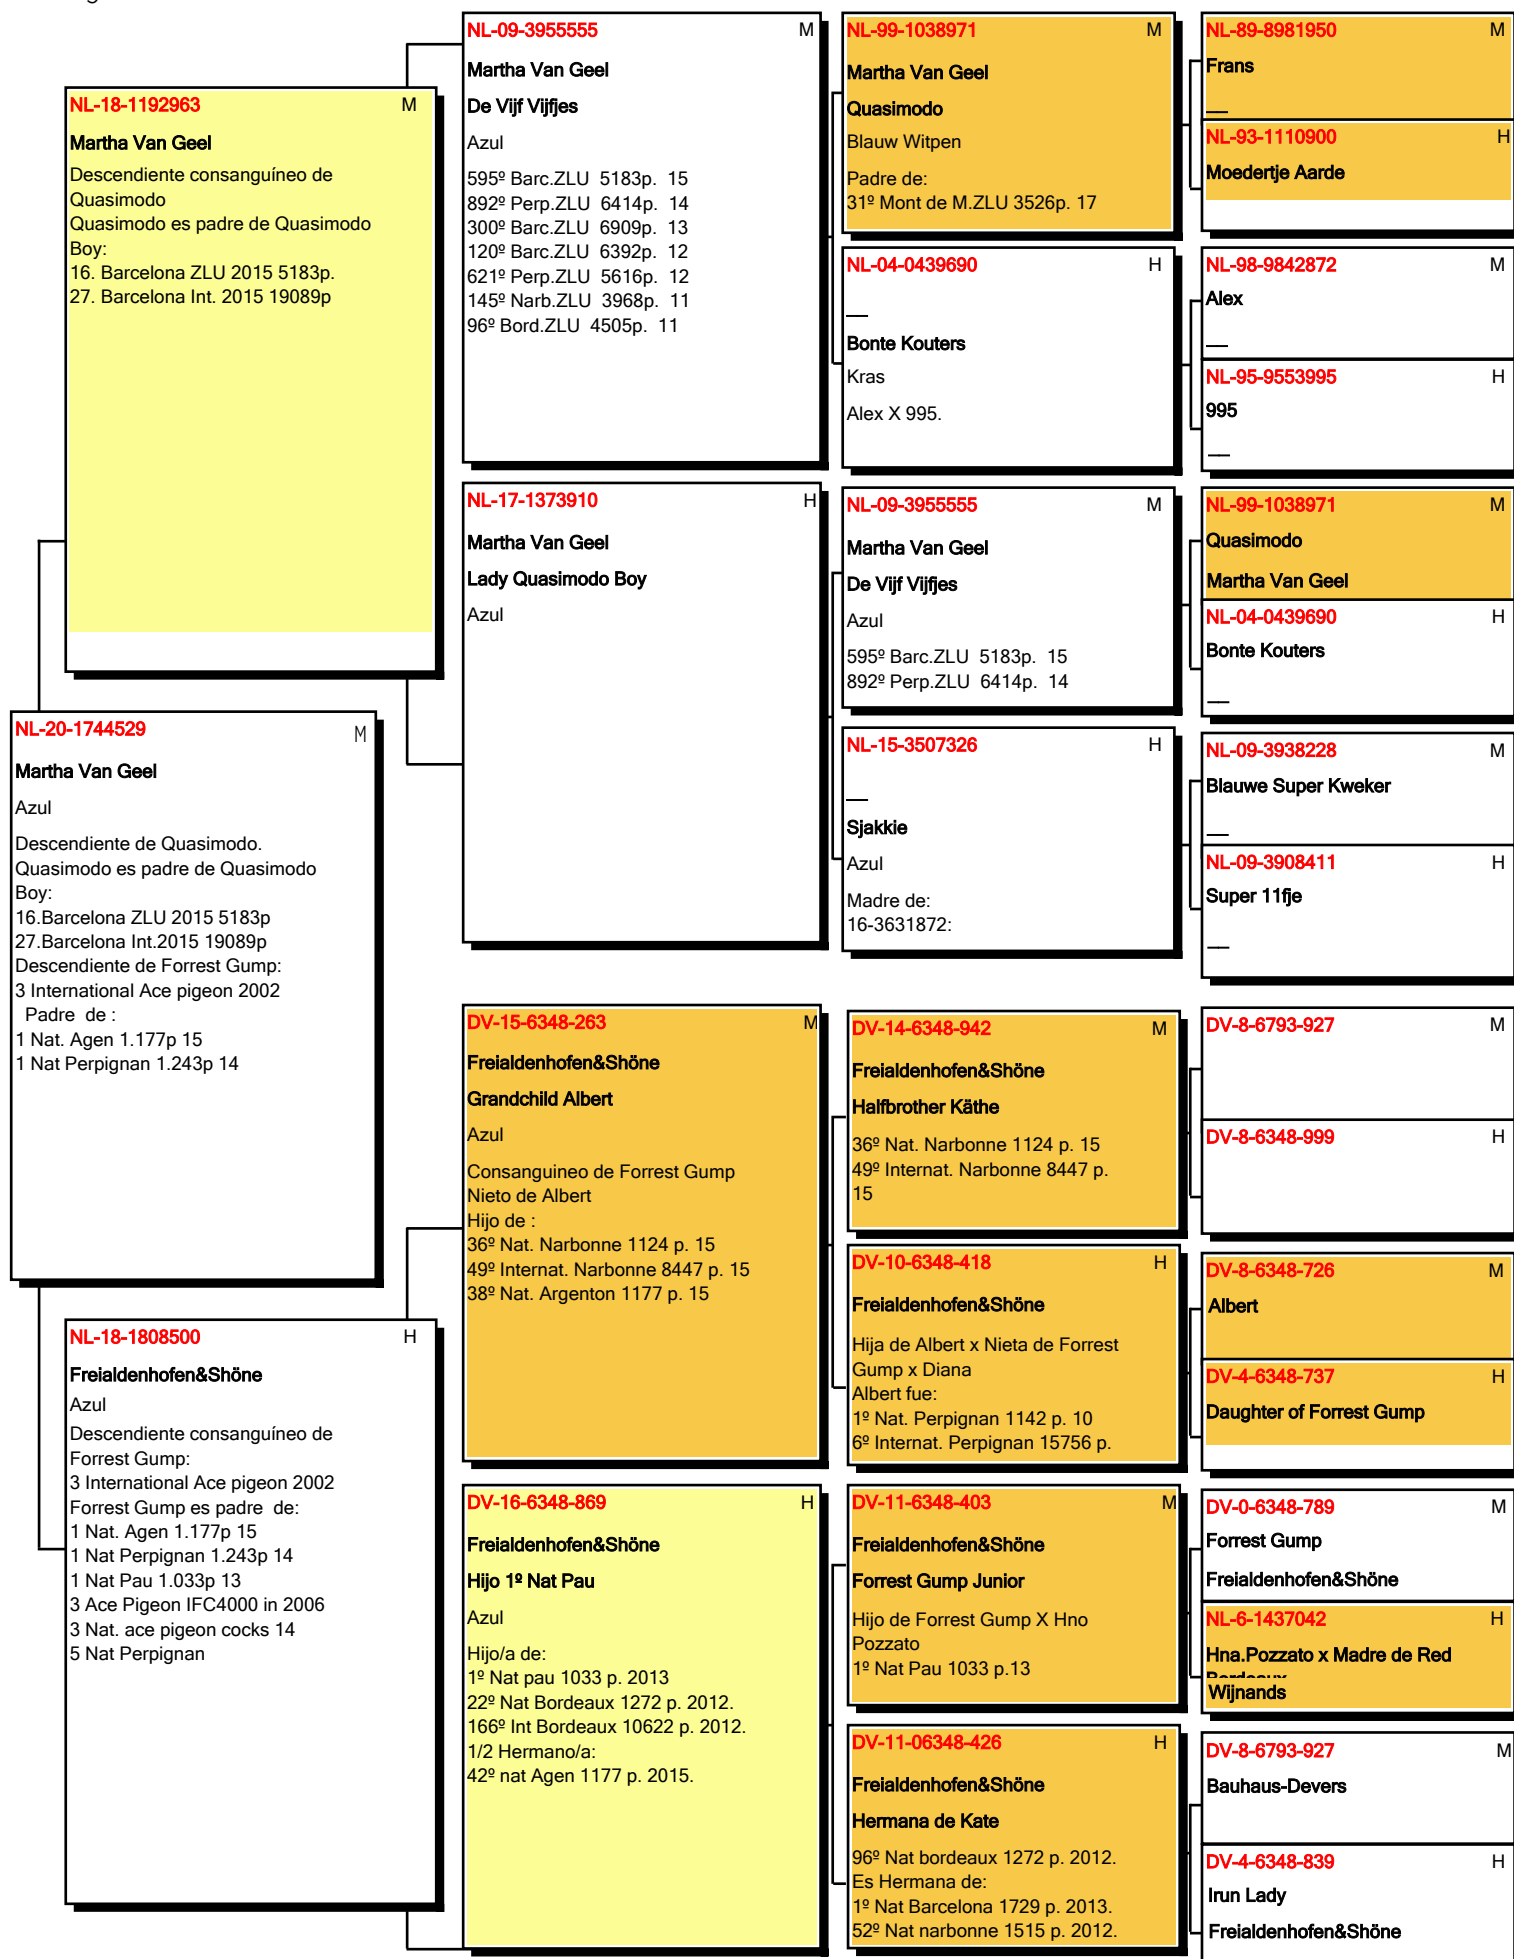 NL-20-1744529 M
Martha Van Geel
Azul
Descendiente de Quasimodo.
Quasimodo es padre de Quasimodo
Boy:
16.Barcelona ZLU 2015 5183p
27.Barcelona Int.2015 19089p
Descendiente de Forrest Gump:
3 International Ace pigeon 2002
Padre de :
1 Nat. Agen 1.177p 15
1 Nat Perpignan 1.243p 14
NL-18-1192963 M
Martha Van Geel
Descendiente consanguíneo de
Quasimodo
Quasimodo es padre de Quasimodo
Boy:
16. Barcelona ZLU 2015 5183p.
27. Barcelona Int. 2015 19089p
NL-18-1808500 H
Freialdenhofen&Shöne
Azul
Descendiente consanguíneo de
Forrest Gump:
3 International Ace pigeon 2002
Forrest Gump es padre de:
1 Nat. Agen 1.177p 15
1 Nat Perpignan 1.243p 14
1 Nat Pau 1.033p 13
3 Ace Pigeon IFC4000 in 2006
3 Nat. ace pigeon cocks 14
5 Nat Perpignan
NL-09-3955555 M
Martha Van Geel
De Vijf Vijfjes
Azul
595º Barc.ZLU 5183p. 15
892º Perp.ZLU 6414p. 14
300º Barc.ZLU 6909p. 13
120º Barc.ZLU 6392p. 12
621º Perp.ZLU 5616p. 12
145º Narb.ZLU 3968p. 11
96º Bord.ZLU 4505p. 11
NL-17-1373910 H
Martha Van Geel
Lady Quasimodo Boy
Azul
DV-15-6348-263 M
Freialdenhofen&Shöne
Grandchild Albert
Azul
Consanguineo de Forrest Gump
Nieto de Albert
Hijo de :
36º Nat. Narbonne 1124 p. 15
49º Internat. Narbonne 8447 p. 15
38º Nat. Argenton 1177 p. 15
DV-16-6348-869 H
Freialdenhofen&Shöne
Hijo 1º Nat Pau
Azul
Hijo/a de:
1º Nat pau 1033 p. 2013
22º Nat Bordeaux 1272 p. 2012.
166º Int Bordeaux 10622 p. 2012.
1/2 Hermano/a:
42º nat Agen 1177 p. 2015.
NL-99-1038971 M
Martha Van Geel
Quasimodo
Blauw Witpen
Padre de:
31º Mont de M.ZLU 3526p. 17
NL-04-0439690 H
__
Bonte Kouters
Kras
Alex X 995.
NL-09-3955555 M
Martha Van Geel
De Vijf Vijfjes
Azul
595º Barc.ZLU 5183p. 15
892º Perp.ZLU 6414p. 14
NL-15-3507326 H
__
Sjakkie
Azul
Madre de:
16-3631872:
DV-14-6348-942 M
Freialdenhofen&Shöne
Halfbrother Käthe
36º Nat. Narbonne 1124 p. 15
49º Internat. Narbonne 8447 p.
15
DV-10-6348-418 H
Freialdenhofen&Shöne
Hija de Albert x Nieta de Forrest
Gump x Diana
Albert fue:
1º Nat. Perpignan 1142 p. 10
6º Internat. Perpignan 15756 p.
DV-11-6348-403 M
Freialdenhofen&Shöne
Forrest Gump Junior
Hijo de Forrest Gump X Hno
Pozzato
1º Nat Pau 1033 p.13
DV-11-06348-426 H
Freialdenhofen&Shöne
Hermana de Kate
96º Nat bordeaux 1272 p. 2012.
Es Hermana de:
1º Nat Barcelona 1729 p. 2013.
52º Nat narbonne 1515 p. 2012.
NL-89-8981950 M
Frans
__
NL-93-1110900 H
Moedertje Aarde
NL-98-9842872 M
Alex
__
NL-95-9553995 H
995
__
NL-99-1038971 M
Quasimodo
Martha Van Geel
NL-04-0439690 H
Bonte Kouters
__
NL-09-3938228 M
Blauwe Super Kweker
__
NL-09-3908411 H
Super 11fje
__
DV-8-6793-927 M
DV-8-6348-999 H
DV-8-6348-726 M
Albert
DV-4-6348-737 H
Daughter of Forrest Gump
DV-0-6348-789 M
Forrest Gump
Freialdenhofen&Shöne
NL-6-1437042 H
Hna.Pozzato x Madre de Red
Bordeaux
Wijnands
DV-8-6793-927 M
Bauhaus-Devers
DV-4-6348-839 H
Irun Lady
Freialdenhofen&Shöne